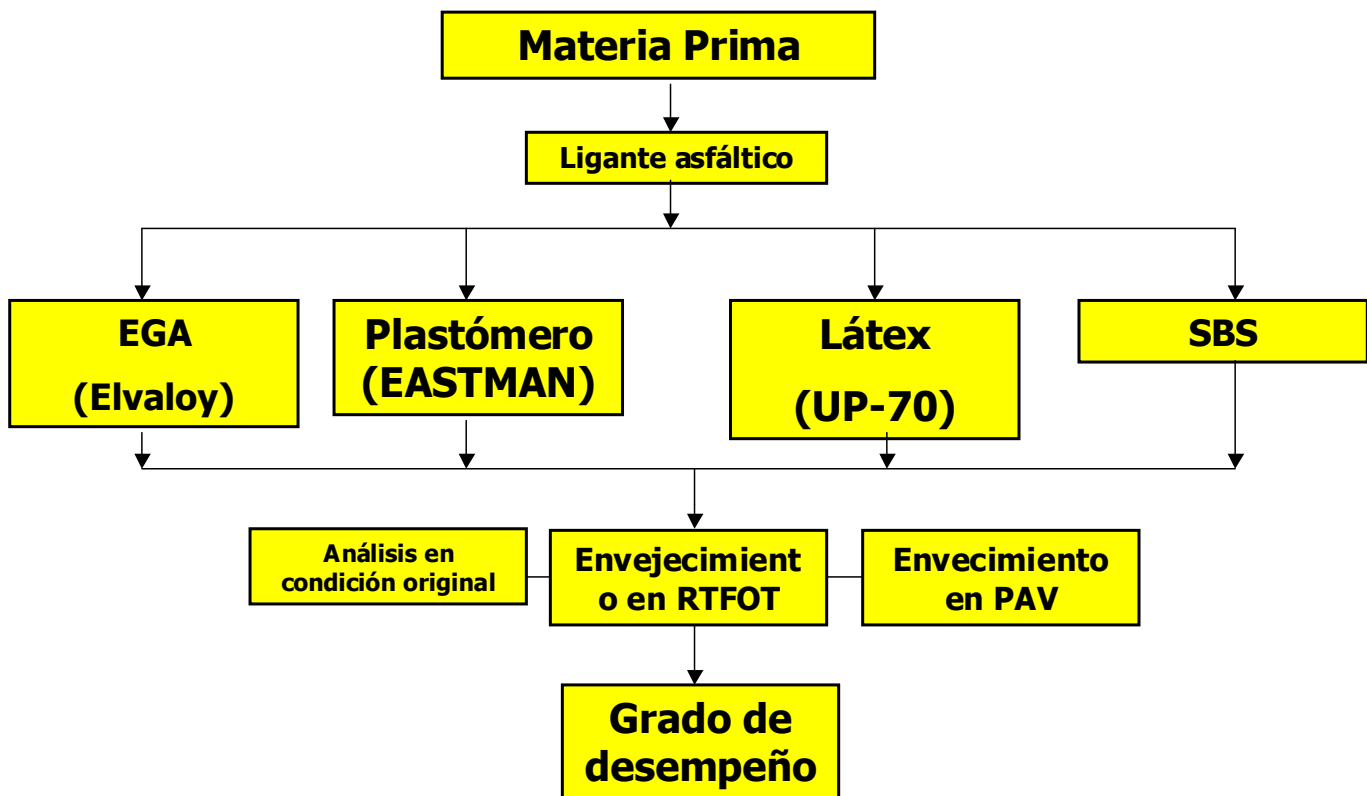 Materia Prima
Ligante asfáltico
EGA
(Elvaloy)
Plastómero
(EASTMAN)
Látex
(UP-70)
SBS
Análisis en
condición original
Envejecimient
o en RTFOT
Envecimiento
en PAV
Grado de
desempeño